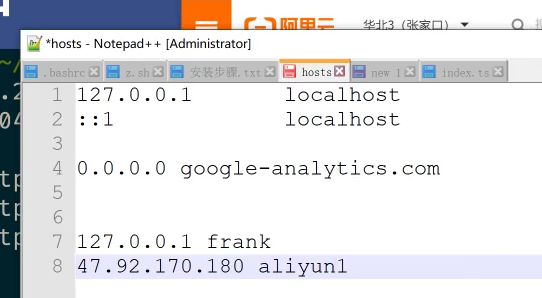 阿里云
华北3（张家口）
*hosts - Notepad++ [Administrator]
.bashrc z.sh 安装步骤.txt hosts new 1 index.ts
1 127.0.0.1 localhost
2 ::1 localhost
3
4 0.0.0.0 google-analytics.com
5
6
7 127.0.0.1 frank
8 47.92.170.180 aliyun1